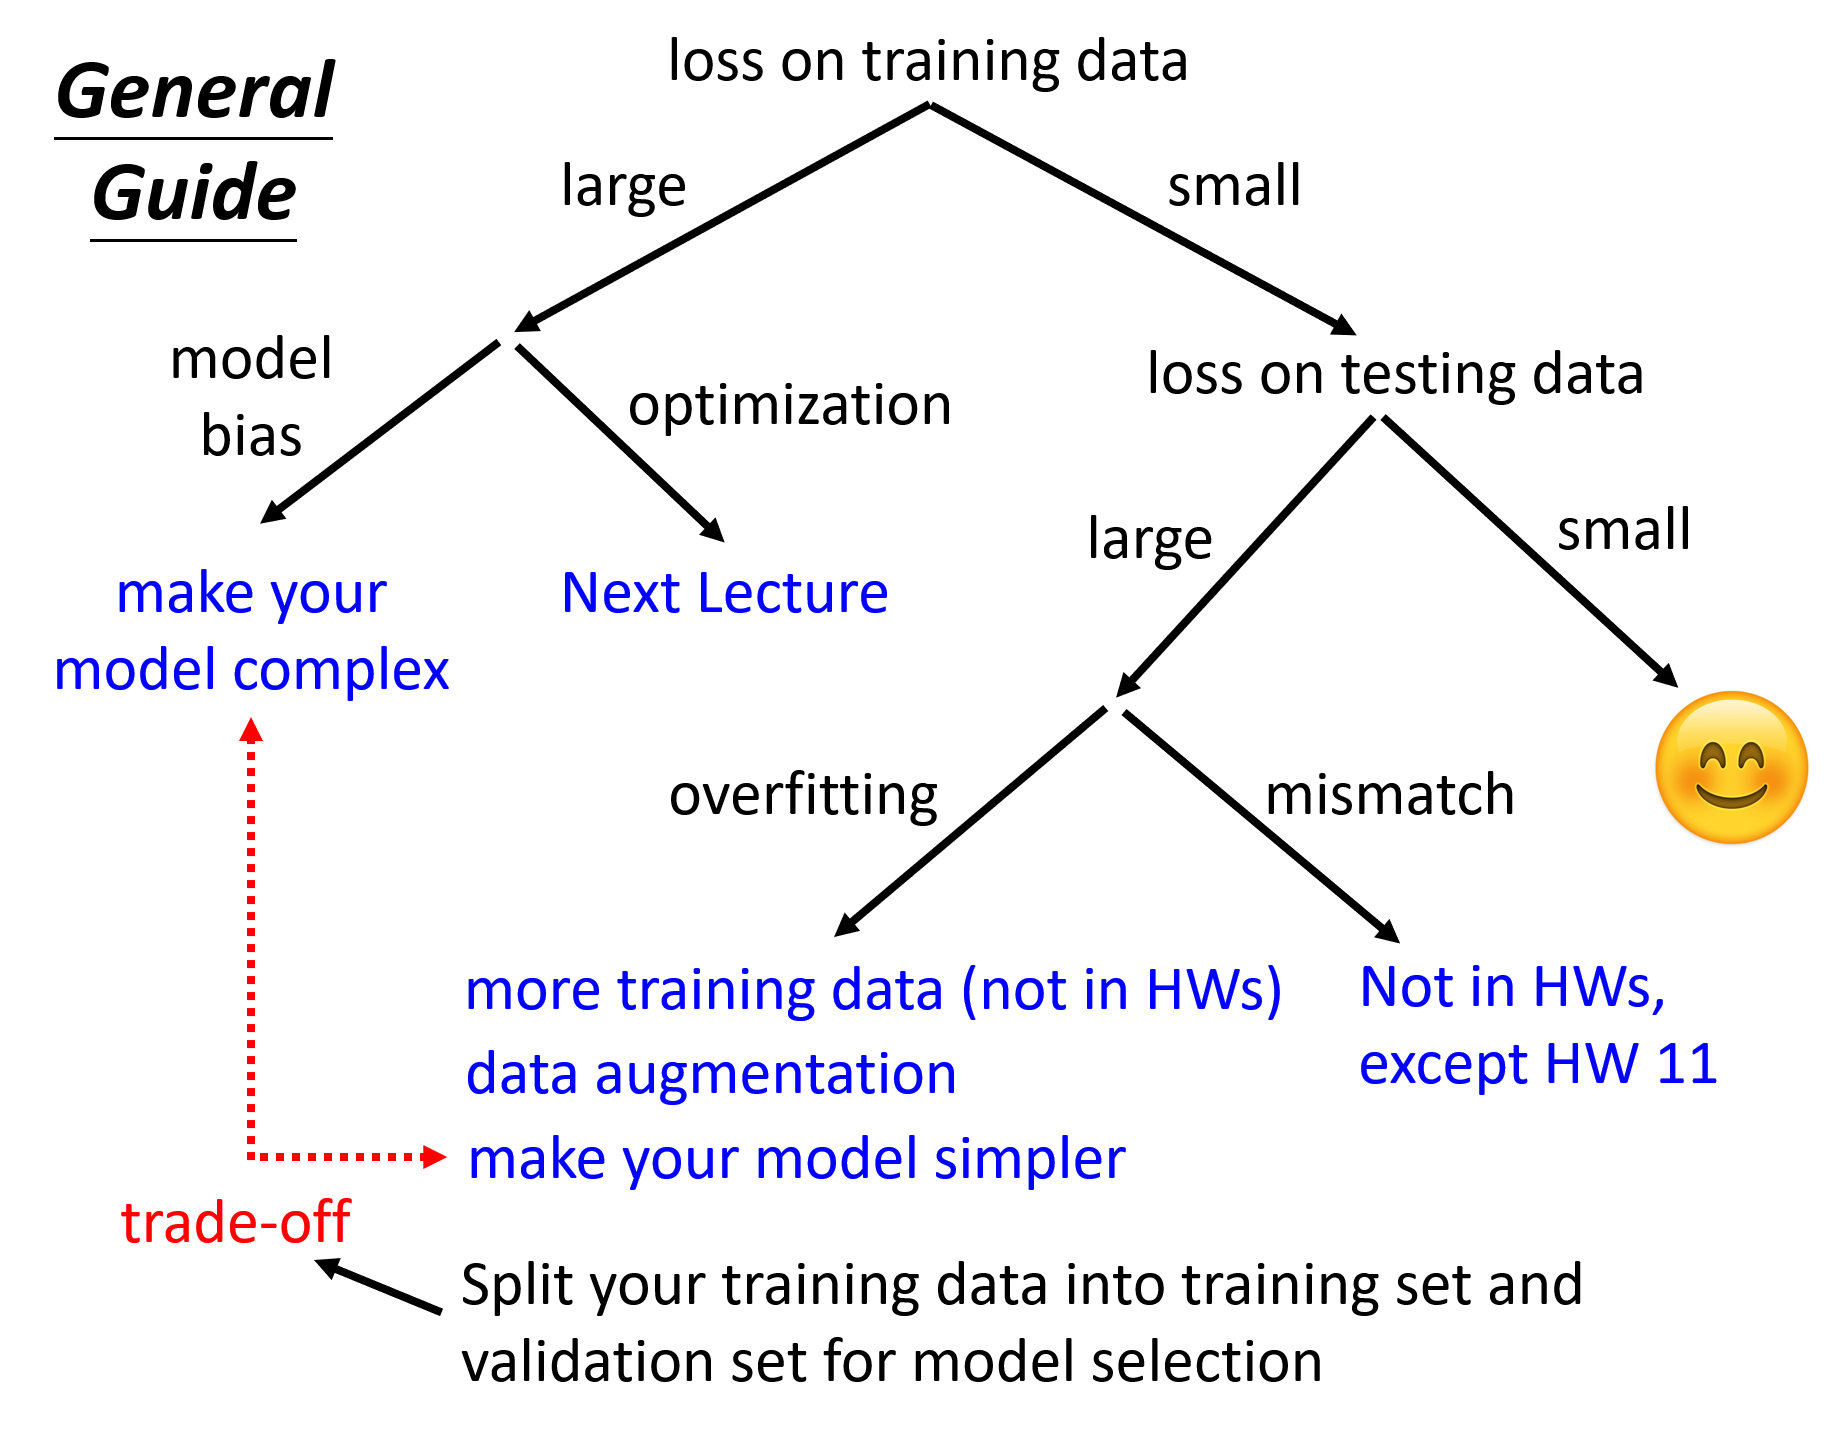 General
Guide
loss on training data
large
small
model
bias
optimization
loss on testing data
make your
model complex
Next Lecture
large
small
overfitting
mismatch
more training data (not in HWs)
data augmentation
make your model simpler
Not in HWs,
except HW 11
trade-off
Split your training data into training set and
validation set for model selection